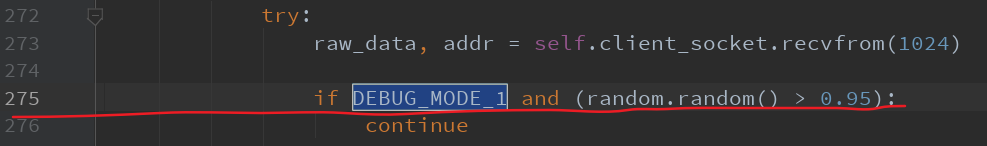 272 try:
273 raw_data, addr = self.client_socket.recvfrom(1024)
274
275 if DEBUG_MODE_1 and (random.random() > 0.95):
276 continue